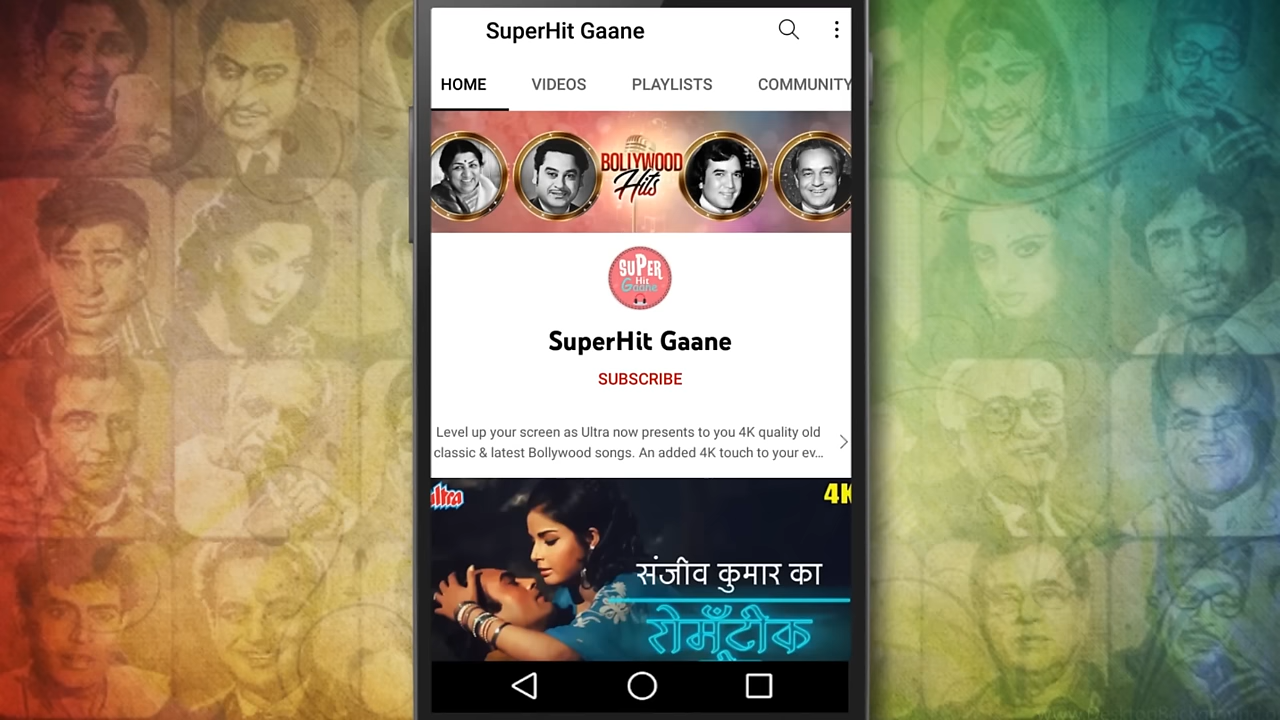 SuperHit Gaane
HOME VIDEOS PLAYLISTS COMMUNITY
BOLLYWOOD
Hits
SUPER
Hit
Gaane
SuperHit Gaane
SUBSCRIBE
Level up your screen as Ultra now presents to you 4K quality old
classic & latest Bollywood songs. An added 4K touch to your ev...
ultra 4K
संजीव कुमार का
रोमँटीक